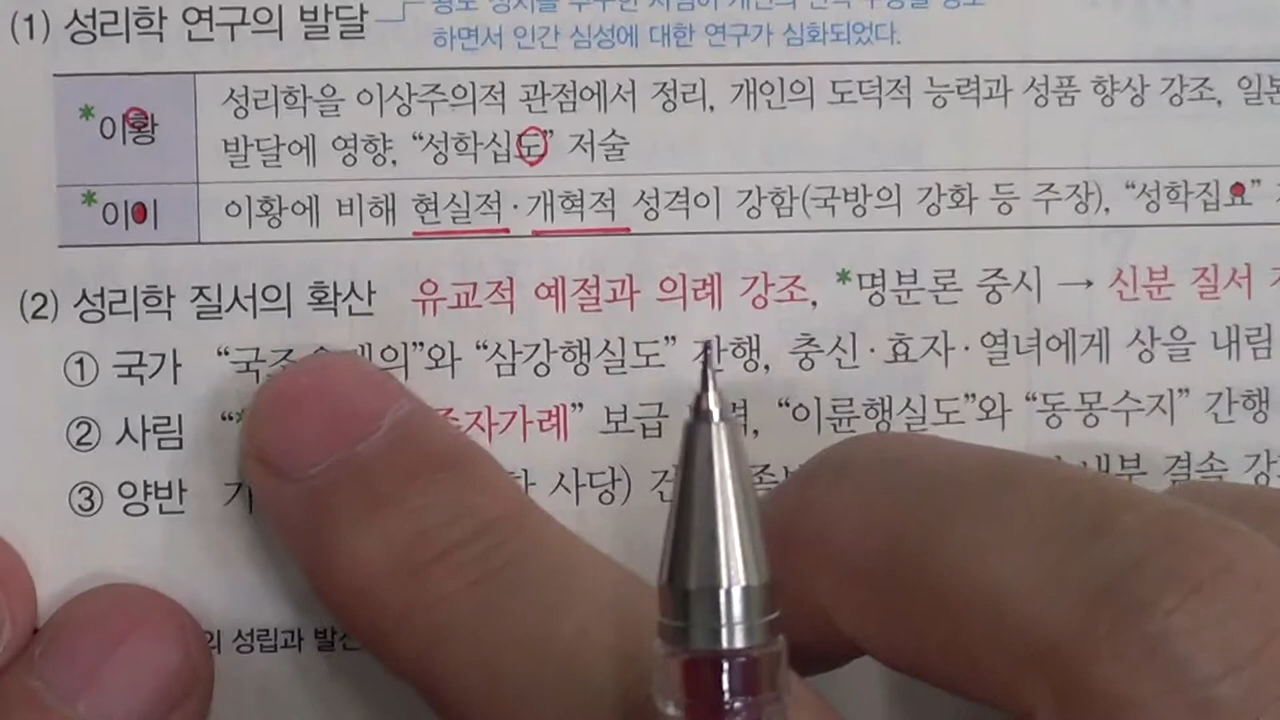 (1) 성리학 연구의 발달
하면서 인간 심성에 대한 연구가 심화되었다.
*이황 성리학을 이상주의적 관점에서 정리, 개인의 도덕적 능력과 성품 향상 강조, 일본
발달에 영향, “성학십도” 저술
*이이 이황에 비해 현실적·개혁적 성격이 강함(국방의 강화 등 주장), “성학집요”
(2) 성리학 질서의 확산 유교적 예절과 의례 강조, *명분론 중시 → 신분 질서
① 국가 “국조 의”와 “삼강행실도” 간행, 충신·효자·열녀에게 상을 내림
② 사림 “ 주자가례” 보급 “이륜행실도”와 “동몽수지” 간행
③ 양반 사당) 내부 결속
성립과